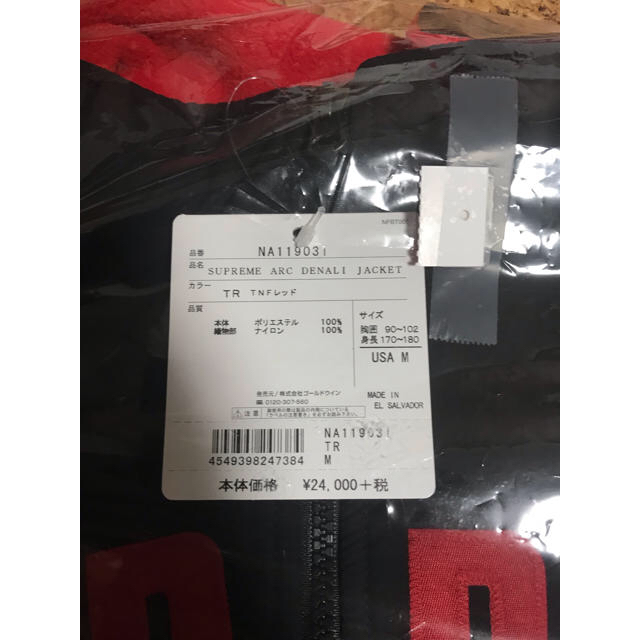 NFBT00
品番 NA11903I
品名 SUPREME ARC DENALI JACKET
カラー TR TNFレッド
品質
本体 ポリエステル 100%
織物部 ナイロン 100%
サイズ
胸囲 90~102
身長 170~180
USA M
発売元/株式会社ゴールドウイン
☎0120-307-560
MADE IN
EL SALVADOR
注意
NA11903I
TR
M
4549398247384
本体価格 ¥24,000+税